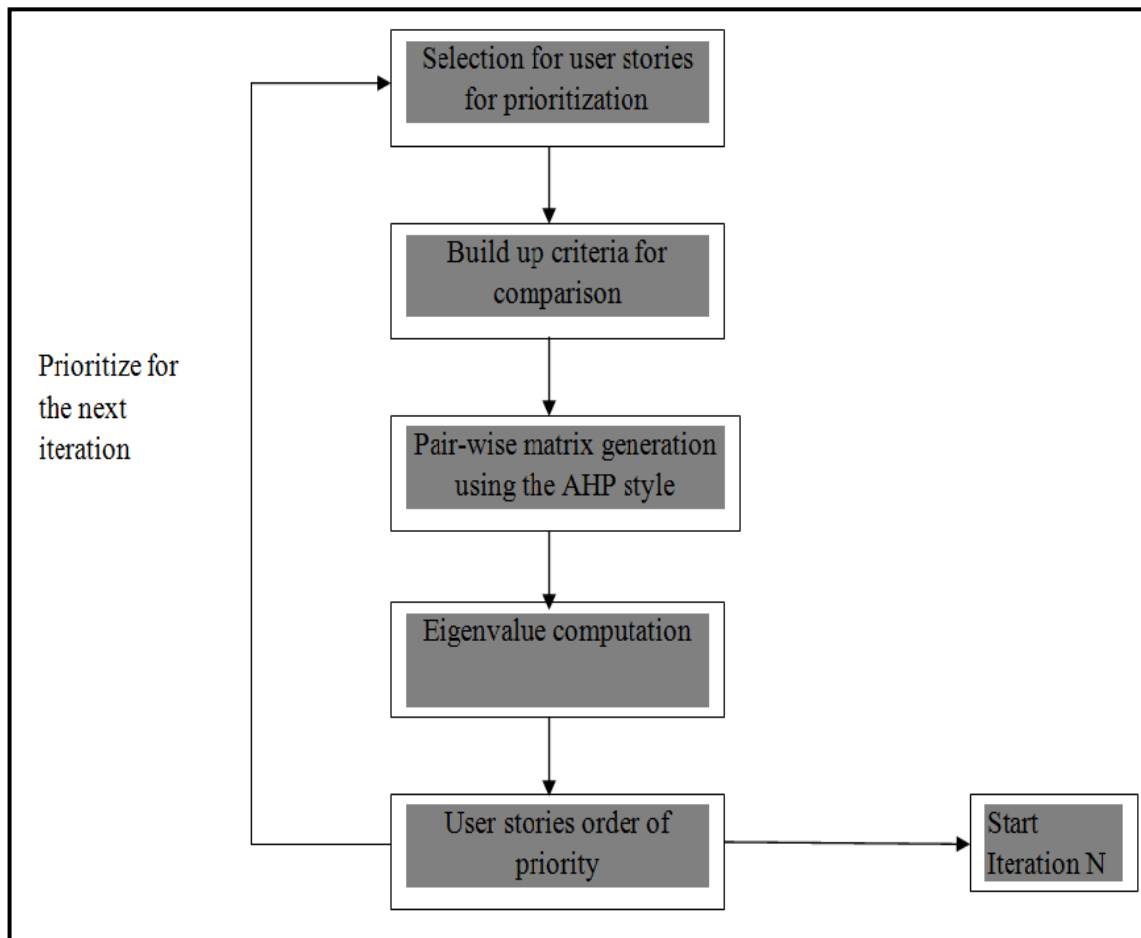 Selection for user stories
for prioritization
Build up criteria for
comparison
Prioritize for
the next
iteration
Pair-wise matrix generation
using the AHP style
Eigenvalue computation
User stories order of
priority
Start
Iteration N